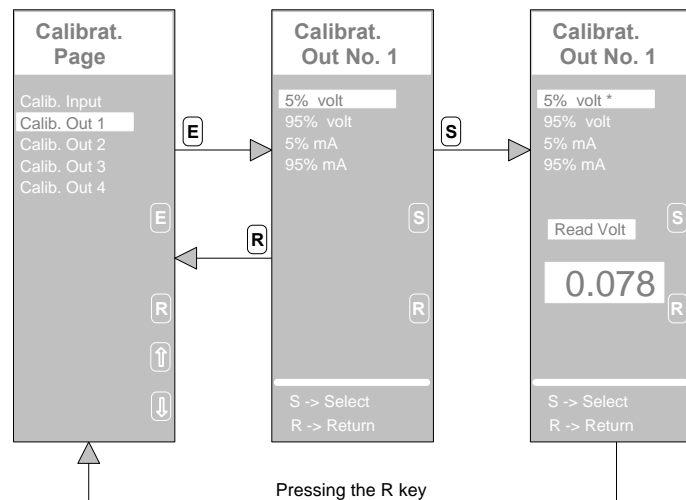 Calibrat.
Page
Calib. Input
Calib. Out 1
Calib. Out 2
Calib. Out 3
Calib. Out 4
E
R
⇧
⇩
E
R
Calibrat.
Out No. 1
5% volt
95% volt
5% mA
95% mA
S
R
S -> Select
R -> Return
S
Calibrat.
Out No. 1
5% volt *
95% volt
5% mA
95% mA
S
Read Volt
0.078
R
S -> Select
R -> Return
Pressing the R key